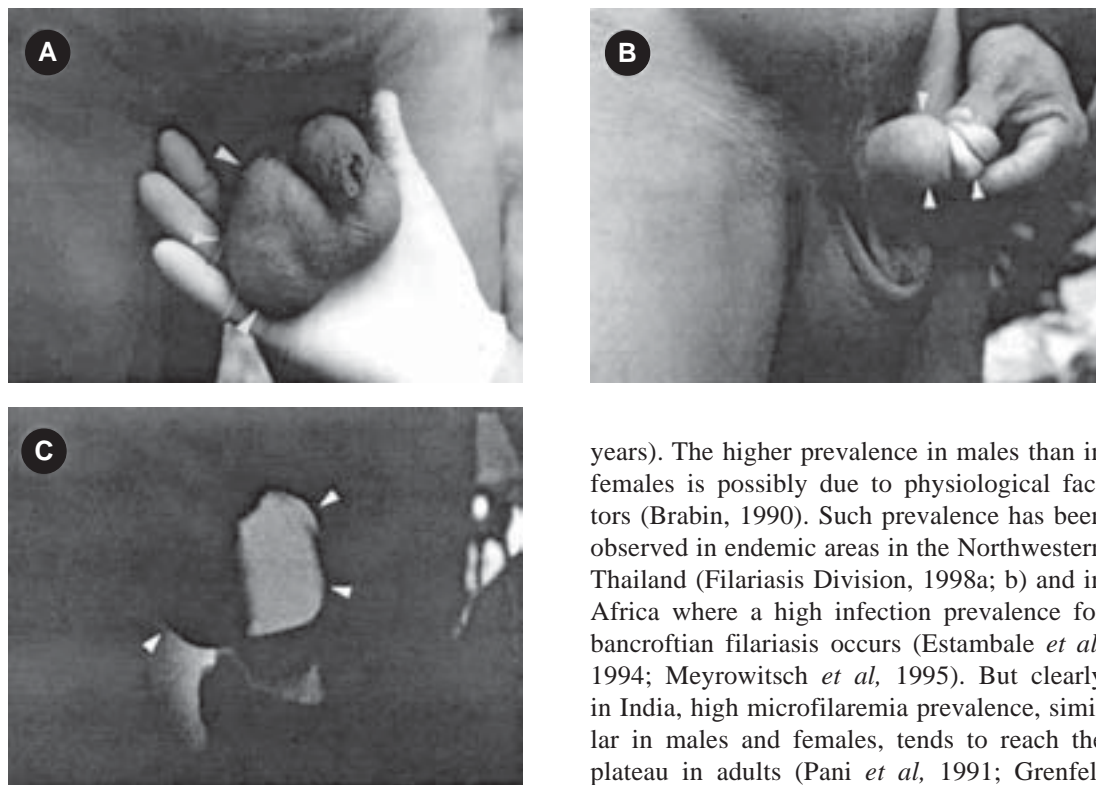 A
B
C
years). The higher prevalence in males than in
females is possibly due to physiological fac
tors (Brabin, 1990). Such prevalence has been
observed in endemic areas in the Northwestern
Thailand (Filariasis Division, 1998a; b) and in
Africa where a high infection prevalence fo
bancroftian filariasis occurs (Estambale et al
1994; Meyrowitsch et al, 1995). But clearly
in India, high microfilaremia prevalence, simi
lar in males and females, tends to reach the
plateau in adults (Pani et al, 1991; Grenfel